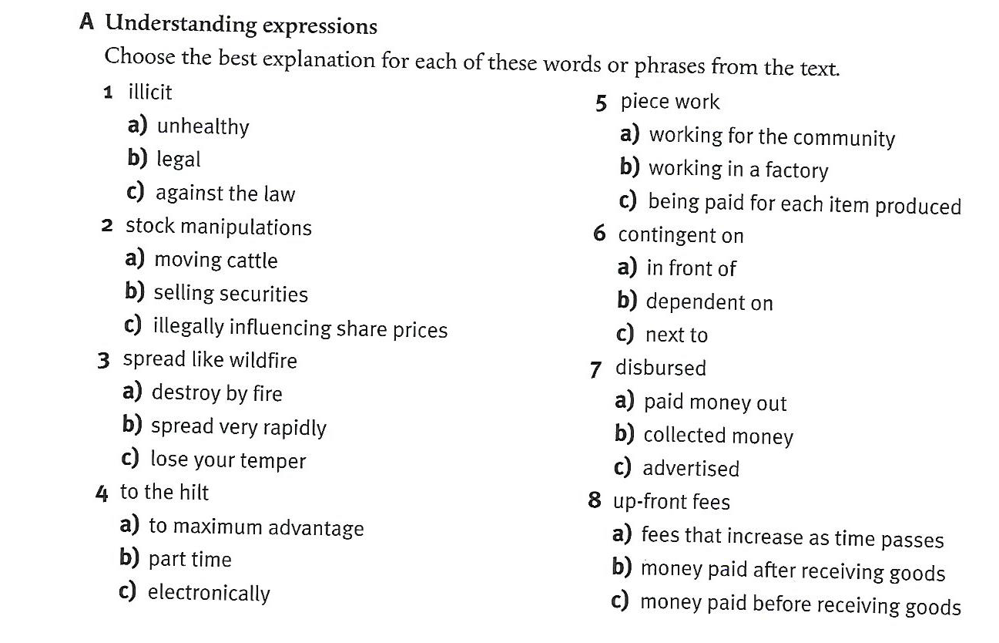 A Understanding expressions
Choose the best explanation for each of these words or phrases from the text.
1 illicit
a) unhealthy
b) legal
c) against the law
2 stock manipulations
a) moving cattle
b) selling securities
c) illegally influencing share prices
3 spread like wildfire
a) destroy by fire
b) spread very rapidly
c) lose your temper
4 to the hilt
a) to maximum advantage
b) part time
c) electronically
5 piece work
a) working for the community
b) working in a factory
c) being paid for each item produced
6 contingent on
a) in front of
b) dependent on
c) next to
7 disbursed
a) paid money out
b) collected money
c) advertised
8 up-front fees
a) fees that increase as time passes
b) money paid after receiving goods
c) money paid before receiving goods